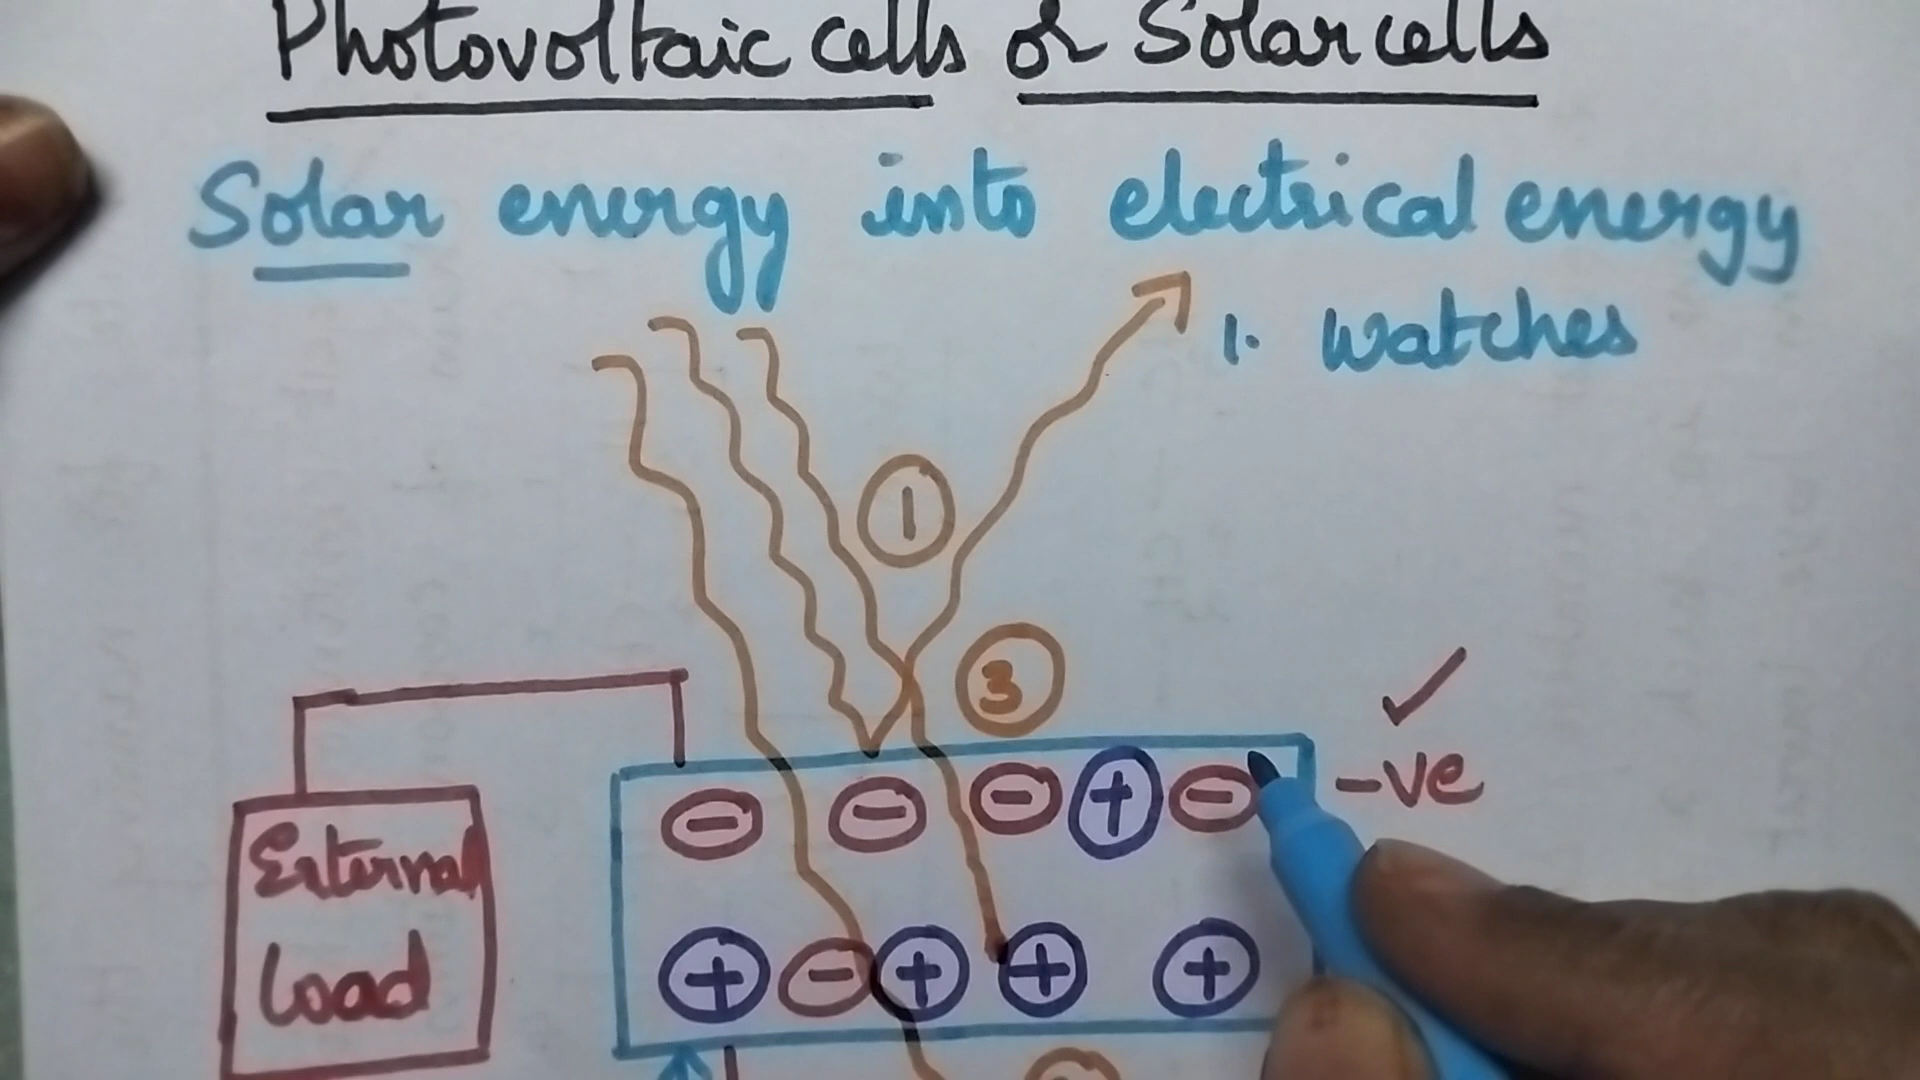 Photovoltaic cells or Solar cells
Solar energy into electrical energy
1. watches
1
3
-ve
- - - + -
External
load
+ - + + +